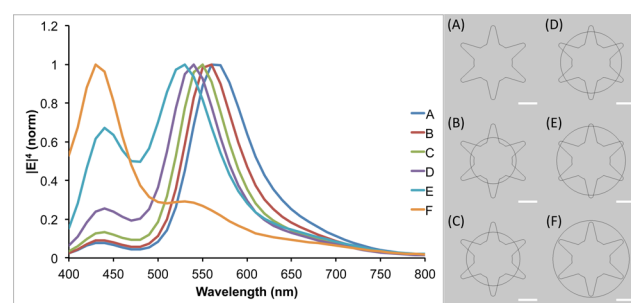 1.2
1
0.8
0.6
0.4
0.2
0
|E|⁴ (norm)
400 450 500 550 600 650 700 750 800
Wavelength (nm)
A
B
C
D
E
F
(A) (D)
(B) (E)
(C) (F)